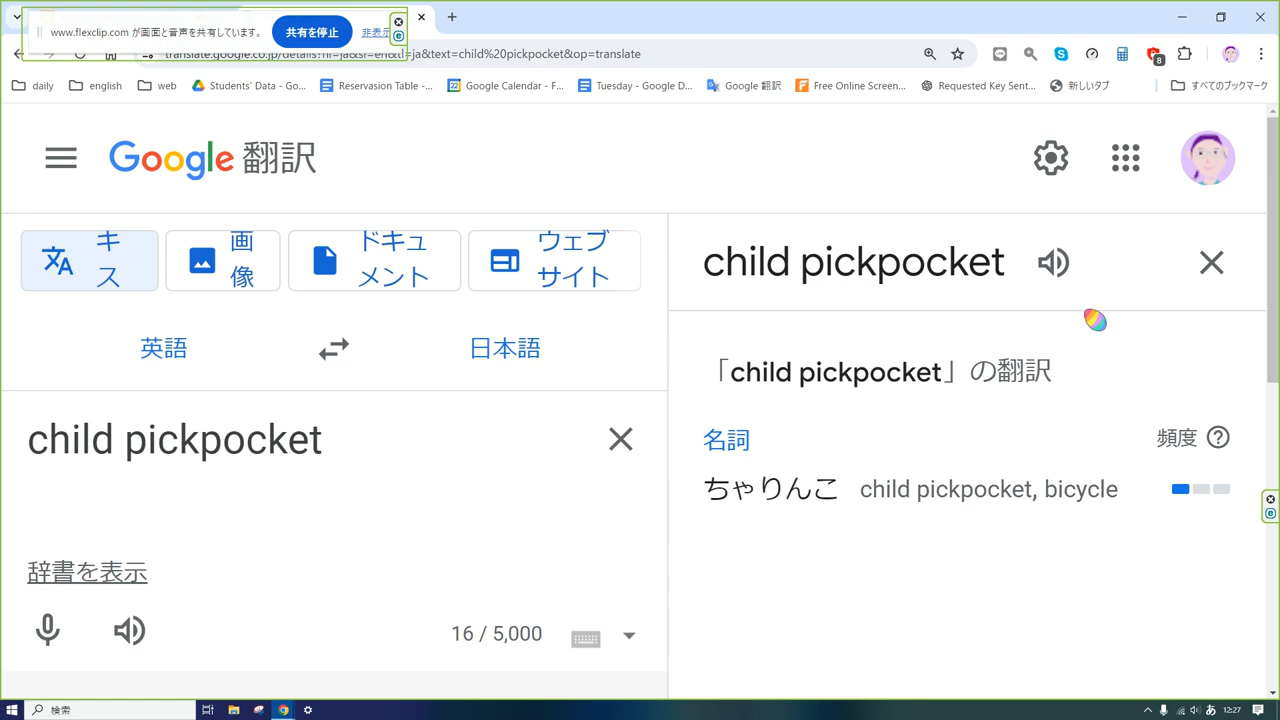 www.flexclip.com が画面と音声を共有しています。
共有を停止
非表示
translate.google.co.jp/details?hl=ja&sl=en&tl=ja&text=child%20pickpocket&op=translate
8
daily
english
web
Students' Data - Go...
Reservasion Table -...
Google Calendar - F...
Tuesday - Google D...
Google 翻訳
Free Online Screen...
Requested Key Sent...
新しいタブ
すべてのブックマーク
Google 翻訳
キ
ス
画
像
ドキュ
メント
ウェブ
サイト
英語
日本語
child pickpocket
辞書を表示
16 / 5,000
child pickpocket
「child pickpocket」の翻訳
名詞
頻度
ちゃりんこ child pickpocket, bicycle
検索
あ
12:27